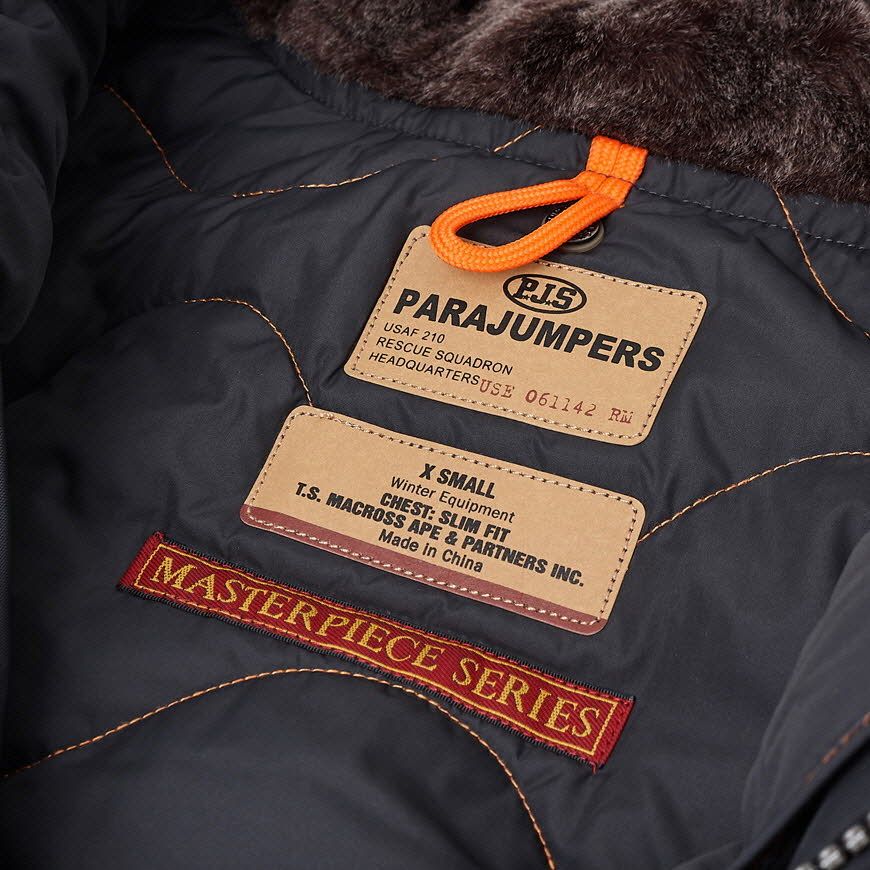 P.J.S
PARAJUMPERS
USAF 210
RESCUE SQUADRON
HEADQUARTERS USE 061142 RM
X SMALL
Winter Equipment
CHEST: SLIM FIT
T.S. MACROSS APE & PARTNERS INC.
Made in China
MASTERPIECE SERIES